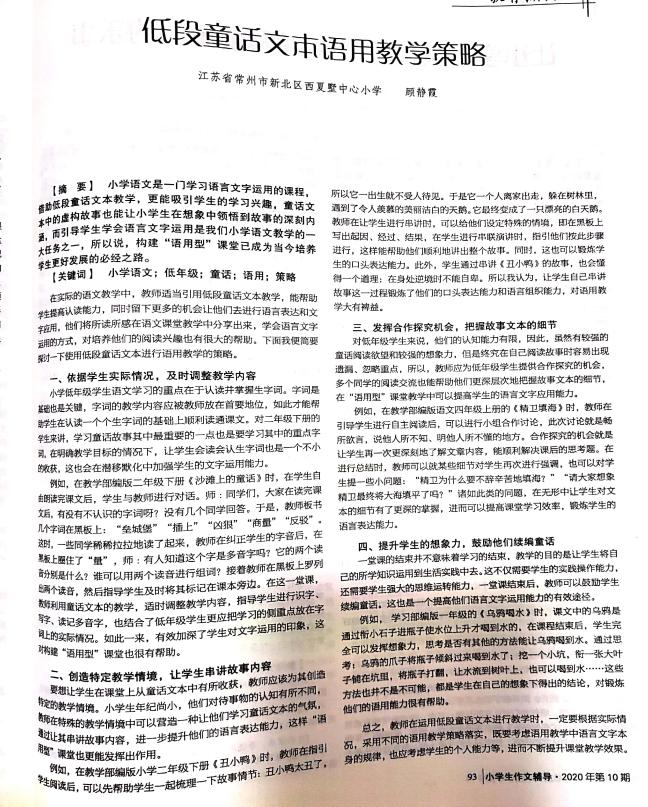 低段童话文本语用教学策略
江苏省常州市新北区西夏墅中心小学 顾静霞
【摘 要】 小学语文是一门学习语言文字运用的课程,
借助低段童话文本教学,更能吸引学生的学习兴趣,童话文
本中的虚构故事也能让小学生在想象中领悟到故事的深刻内
涵,而引导学生学会语言文字运用是我们小学语文教学的一
大任务之一,所以说,构建“语用型”课堂已成为当今培养
学生更好发展的必经之路。
【关键词】 小学语文;低年级;童话;语用;策略
在实际的语文教学中,教师适当引用低段童话文本教学,能帮助
学生提高认读能力,同时留下更多的机会让他们去进行语言表达和文
字应用,他们将所读所感在语文课堂教学中分享出来,学会语言文字
运用的方式,对培养他们的阅读兴趣也有很大的帮助。下面我便简要
探讨一下使用低段童话文本进行语用教学的策略。
一、依据学生实际情况,及时调整教学内容
小学低年级学生语文学习的重点在于认读并掌握生字词。字词是
基础也是关键,字词的教学内容应被教师放在首要地位,如此才能帮
助学生在认读一个个生字词的基础上顺利读通课文。对二年级下册的
学生来讲,学习童话故事其中最重要的一点也是要学习其中的重点字
词,在明确教学目标的情况下,让学生会读会认生字词也是一个不小
的收获,这也会在潜移默化中加强学生的文字运用能力。
例如,在教学部编版二年级下册《沙滩上的童话》时,在学生自
由朗读完课文后,学生与教师进行对话。师:同学们,大家在读完课
文后,有没有不认识的字词呀?没有几个同学回答。于是,教师板书
几个字词在黑板上:“垒城堡”“插上”“凶狠”“商量”“反驳”。
这时,一些同学稀稀拉拉地读了起来,教师在纠正学生的字音后,在
黑板上圈住了“量”,师:有人知道这个字是多音字吗?它的两个读
音分别是什么?谁可以用两个读音进行组词?接着教师在黑板上罗列
出两个读音,然后指导学生及时将其标记在课本旁边。在这一堂课,
教师利用童话文本的教学,适时调整教学内容,指导学生进行识字、
写字、读记多音字,也结合了低年级学生更应把学习的侧重点放在字
词上的实际情况。如此一来,有效加深了学生对文字运用的印象,这
对构建“语用型”课堂也很有帮助。
二、创造特定教学情境,让学生串讲故事内容
要想让学生在课堂上从童话文本中有所收获,教师应该为其创造
特定的教学情境。小学生年纪尚小,他们对待事物的认知有所不同,
教师在特殊的教学情境中可以营造一种让他们学习童话文本的气氛,
通过让其串讲故事内容,进一步提升他们的语言表达能力,这样“语
用型”课堂也更能发挥出作用。
例如,在教学部编版小学二年级下册《丑小鸭》时,教师在指引
学生阅读后,可以先帮助学生一起梳理一下故事情节:丑小鸭太丑了,
所以它一出生就不受人待见。于是它一个人离家出走,躲在树林里,
遇到了令人羡慕的美丽洁白的天鹅。它最终变成了一只漂亮的白天鹅。
教师在让学生进行串讲时,可以给他们设定特殊的情境,即在黑板上
写出起因、经过、结果,在学生进行串联演讲时,指引他们按此步骤
进行,这样能帮助他们顺利地讲出整个故事。同时,这也可以锻炼学
生的口头表达能力。此外,学生通过串讲《丑小鸭》的故事,也会懂
得一个道理:在身处逆境时不能自卑。所以我认为,让学生自己串讲
故事这一过程锻炼了他们的口头表达能力和语言组织能力,对语用教
学大有裨益。
三、发挥合作探究机会,把握故事文本的细节
对低年级学生来说,他们的认知能力有限,因此,虽然有较强的
童话阅读欲望和较强的想象力,但是终究在自己阅读故事时容易出现
遗漏、忽略重点,所以,教师应为低年级学生提供合作探究的机会,
多个同学的阅读交流也能帮助他们更深层次地把握故事文本的细节,
在“语用型”课堂教学中可以提高学生的语言文字应用能力。
例如,在教学部编版语文四年级上册的《精卫填海》时,教师在
引导学生进行自主阅读后,可以进行小组合作讨论,此次讨论就是畅
所欲言,说他人所不知、明他人所不懂的地方。合作探究的机会就是
让学生再一次更深刻地了解文章内容,能顺利解决课后的思考题。在
进行总结时,教师可以就某些细节对学生再次进行强调,也可以对学
生提一些小问题:“精卫为什么要不辞辛苦地填海?”“请大家想象
精卫最终将大海填平了吗?”诸如此类的问题,在无形中让学生对文
本的细节有了更深的掌握,进而可以提高课堂学习效率,锻炼学生的
语言表达能力。
四、提升学生的想象力,鼓励他们续编童话
一堂课的结束并不意味着学习的结束,教学的目的是让学生将自
己的所学知识运用到生活实践中去。这不仅需要学生的实践操作能力,
还需要学生强大的思维运转能力,一堂课结束后,教师可以鼓励学生
续编童话,这也是一个提高他们语言文字运用能力的有效途径。
例如,学习部编版一年级的《乌鸦喝水》时,课文中的乌鸦是
通过衔小石子进瓶子使水位上升才喝到水的,在课程结束后,学生完
全可以发挥想象力,思考是否有其他的方法能让乌鸦喝到水。通过思
考:乌鸦的爪子将瓶子倾斜过来喝到水了;挖一个小坑,衔一张大叶
子铺在坑里,将瓶子打翻,让水流到树叶上,也可以喝到水……这些
方法也并不是不可能,都是学生在自己的想象下得出的结论,对锻炼
他们的语用能力很有帮助。
总之,教师在运用低段童话文本进行教学时,一定要根据实际情
况,采用不同的语用教学策略落实,既要考虑语用教学中语言文字本
身的规律,也应考虑学生的个人能力等,进而不断提升课堂教学效果。
93 | 小学生作文辅导·2020 年第 10 期